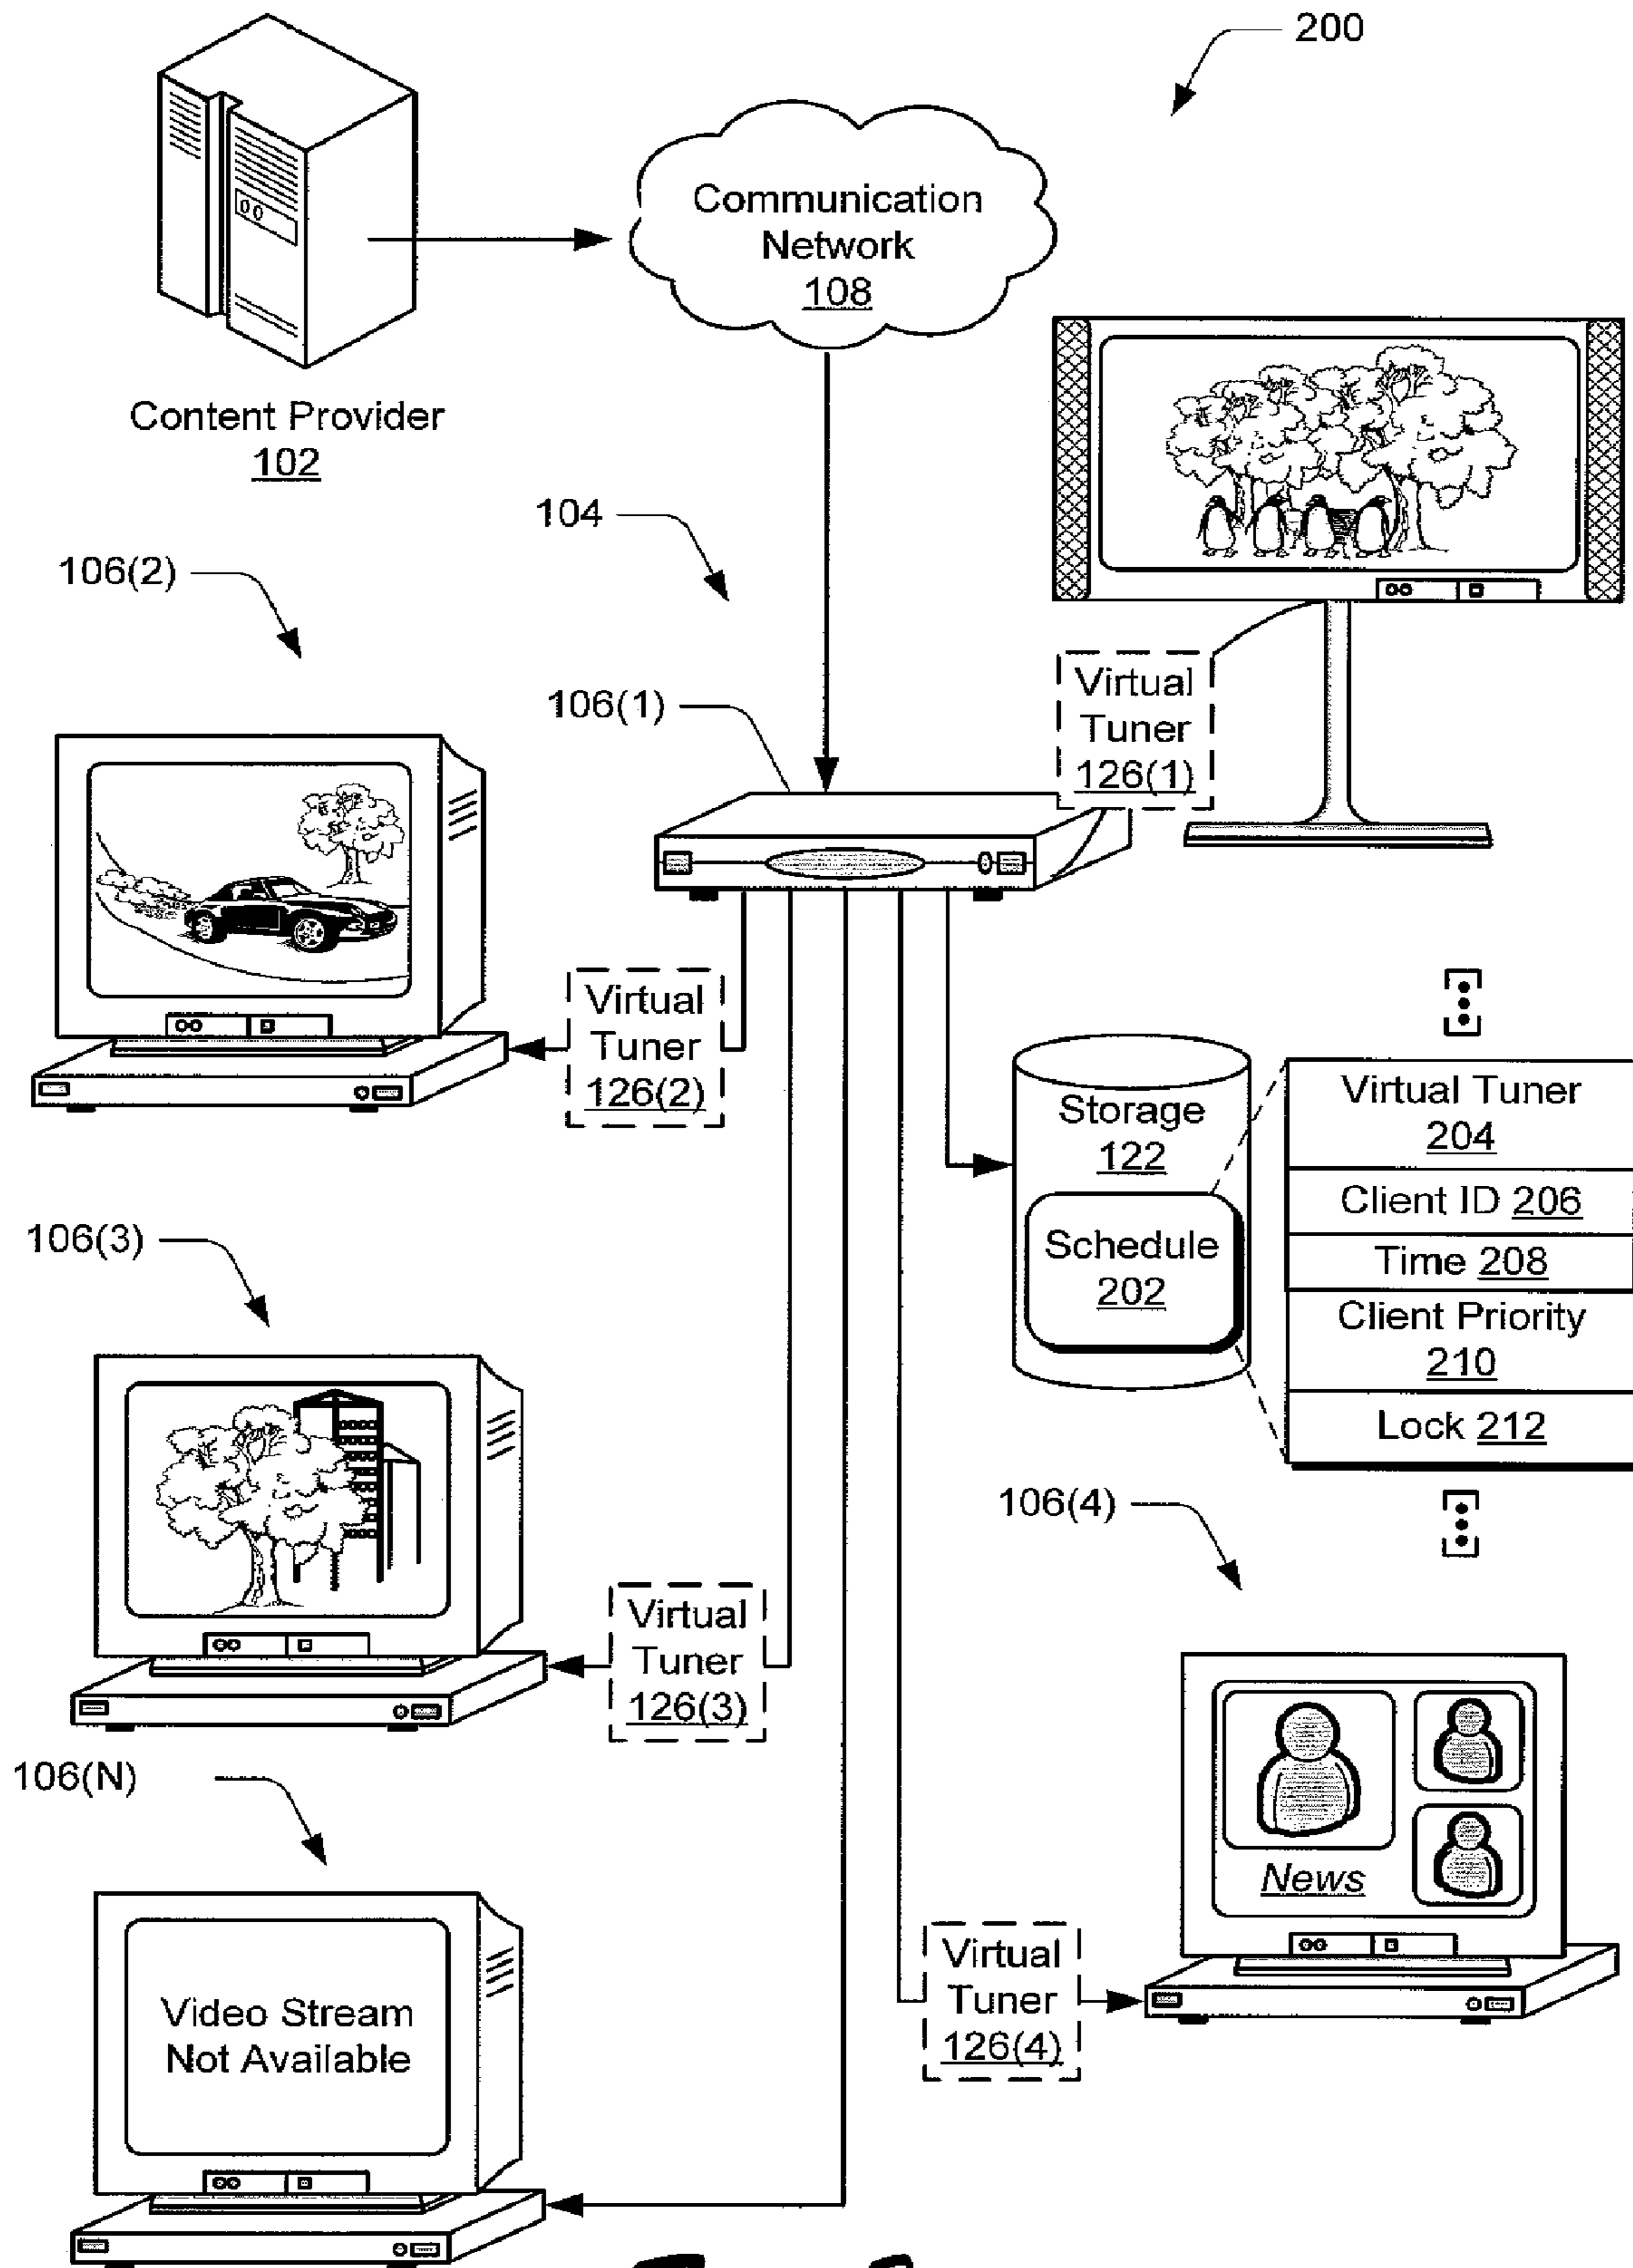 200
Communication
Network
108
Content Provider
102
104
106(2)
106(1)
Virtual
Tuner
126(1)
Virtual
Tuner
126(2)
Storage
122
Schedule
202
Virtual Tuner
204
Client ID 206
Time 208
Client Priority
210
Lock 212
106(3)
106(4)
Virtual
Tuner
126(3)
106(N)
News
Video Stream
Not Available
Virtual
Tuner
126(4)